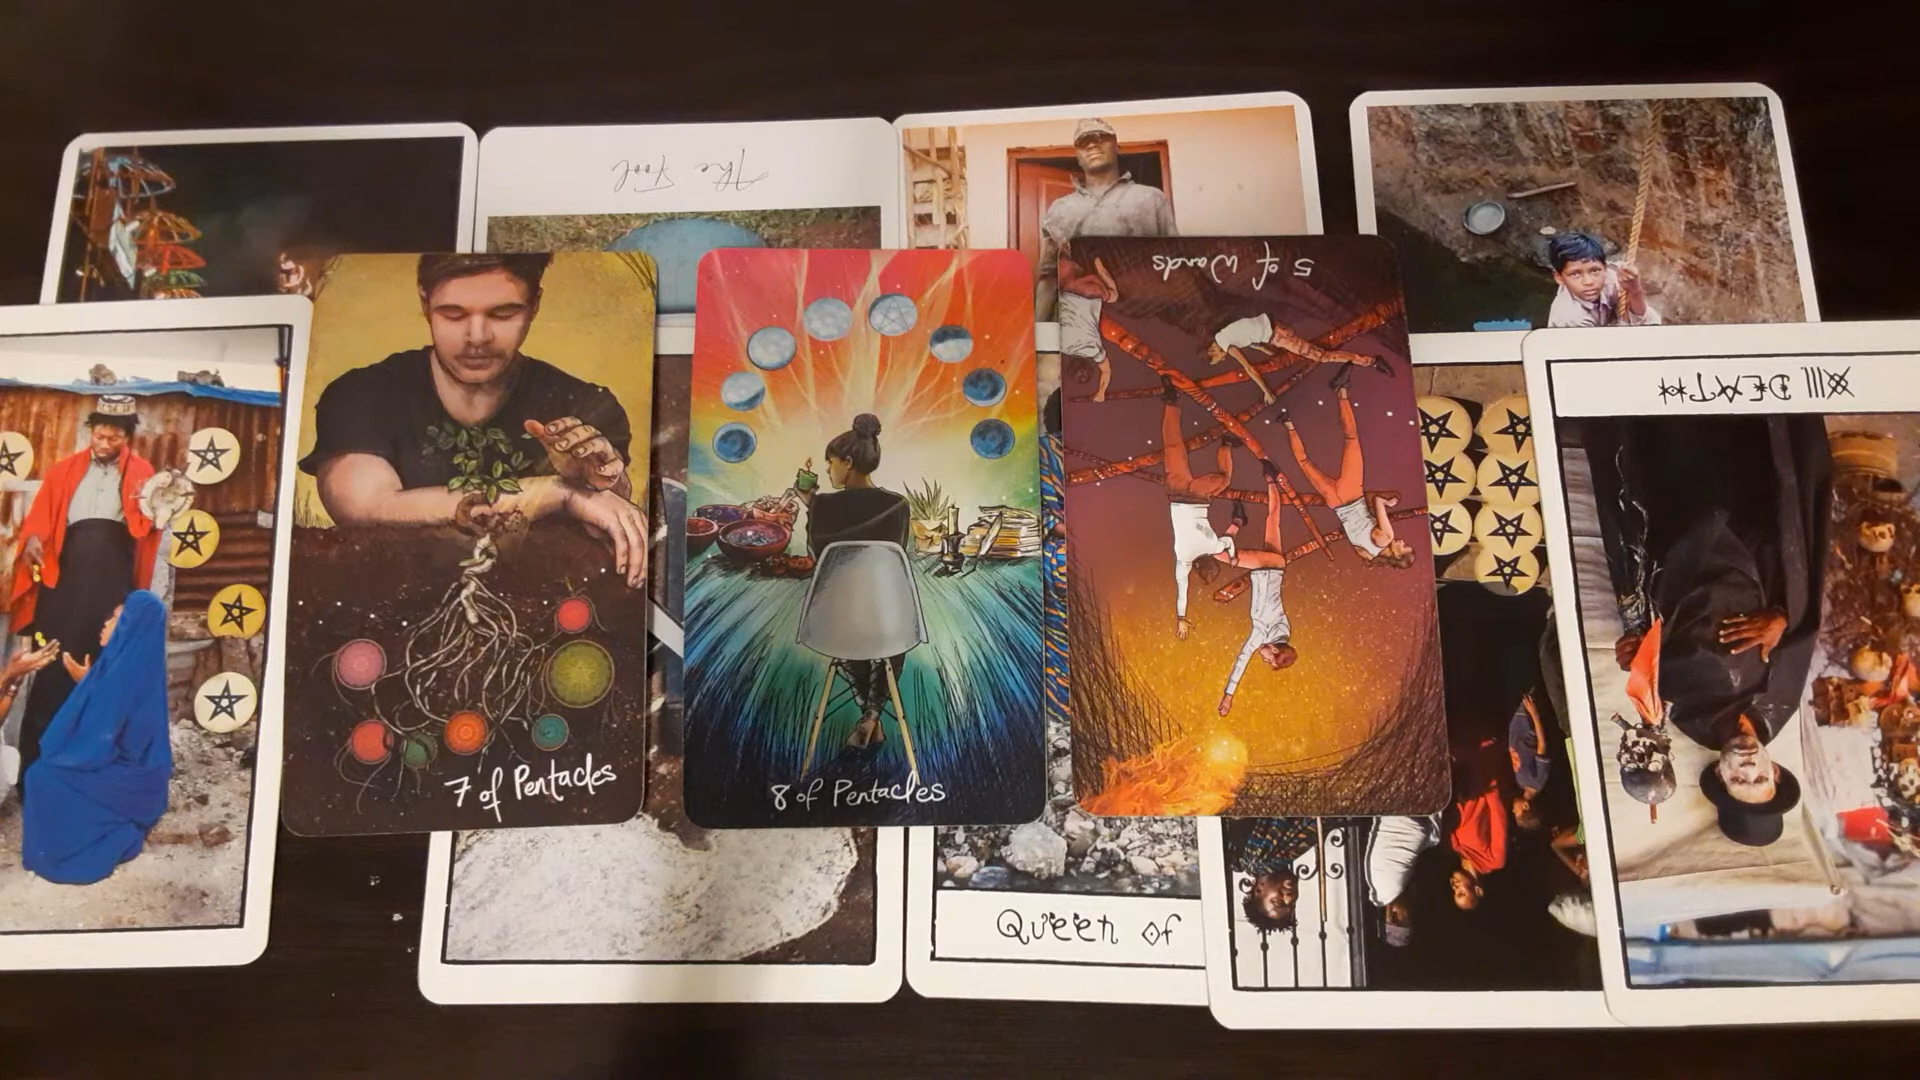 The Fool
5 of Wands
XIII DEATH
7 of Pentacles
8 of Pentacles
Queen of